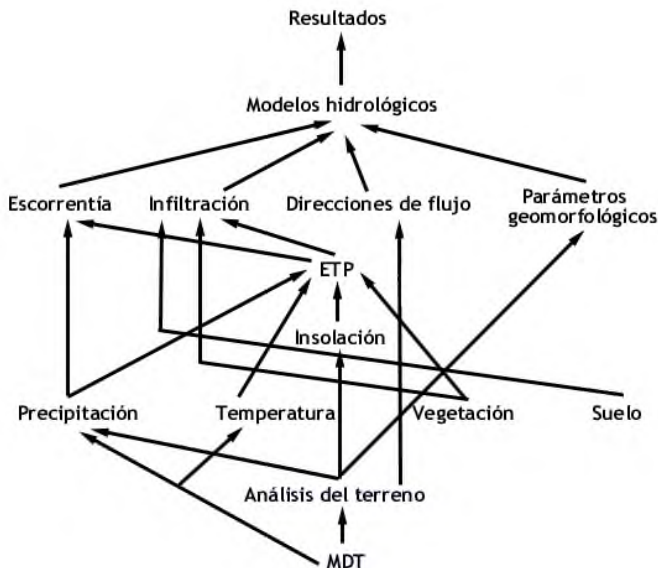 Resultados
Modelos hidrológicos
Escorrentía
Infiltración
Direcciones de flujo
Parámetros
geomorfológicos
ETP
Insolación
Precipitación
Temperatura
Vegetación
Suelo
Análisis del terreno
MDT